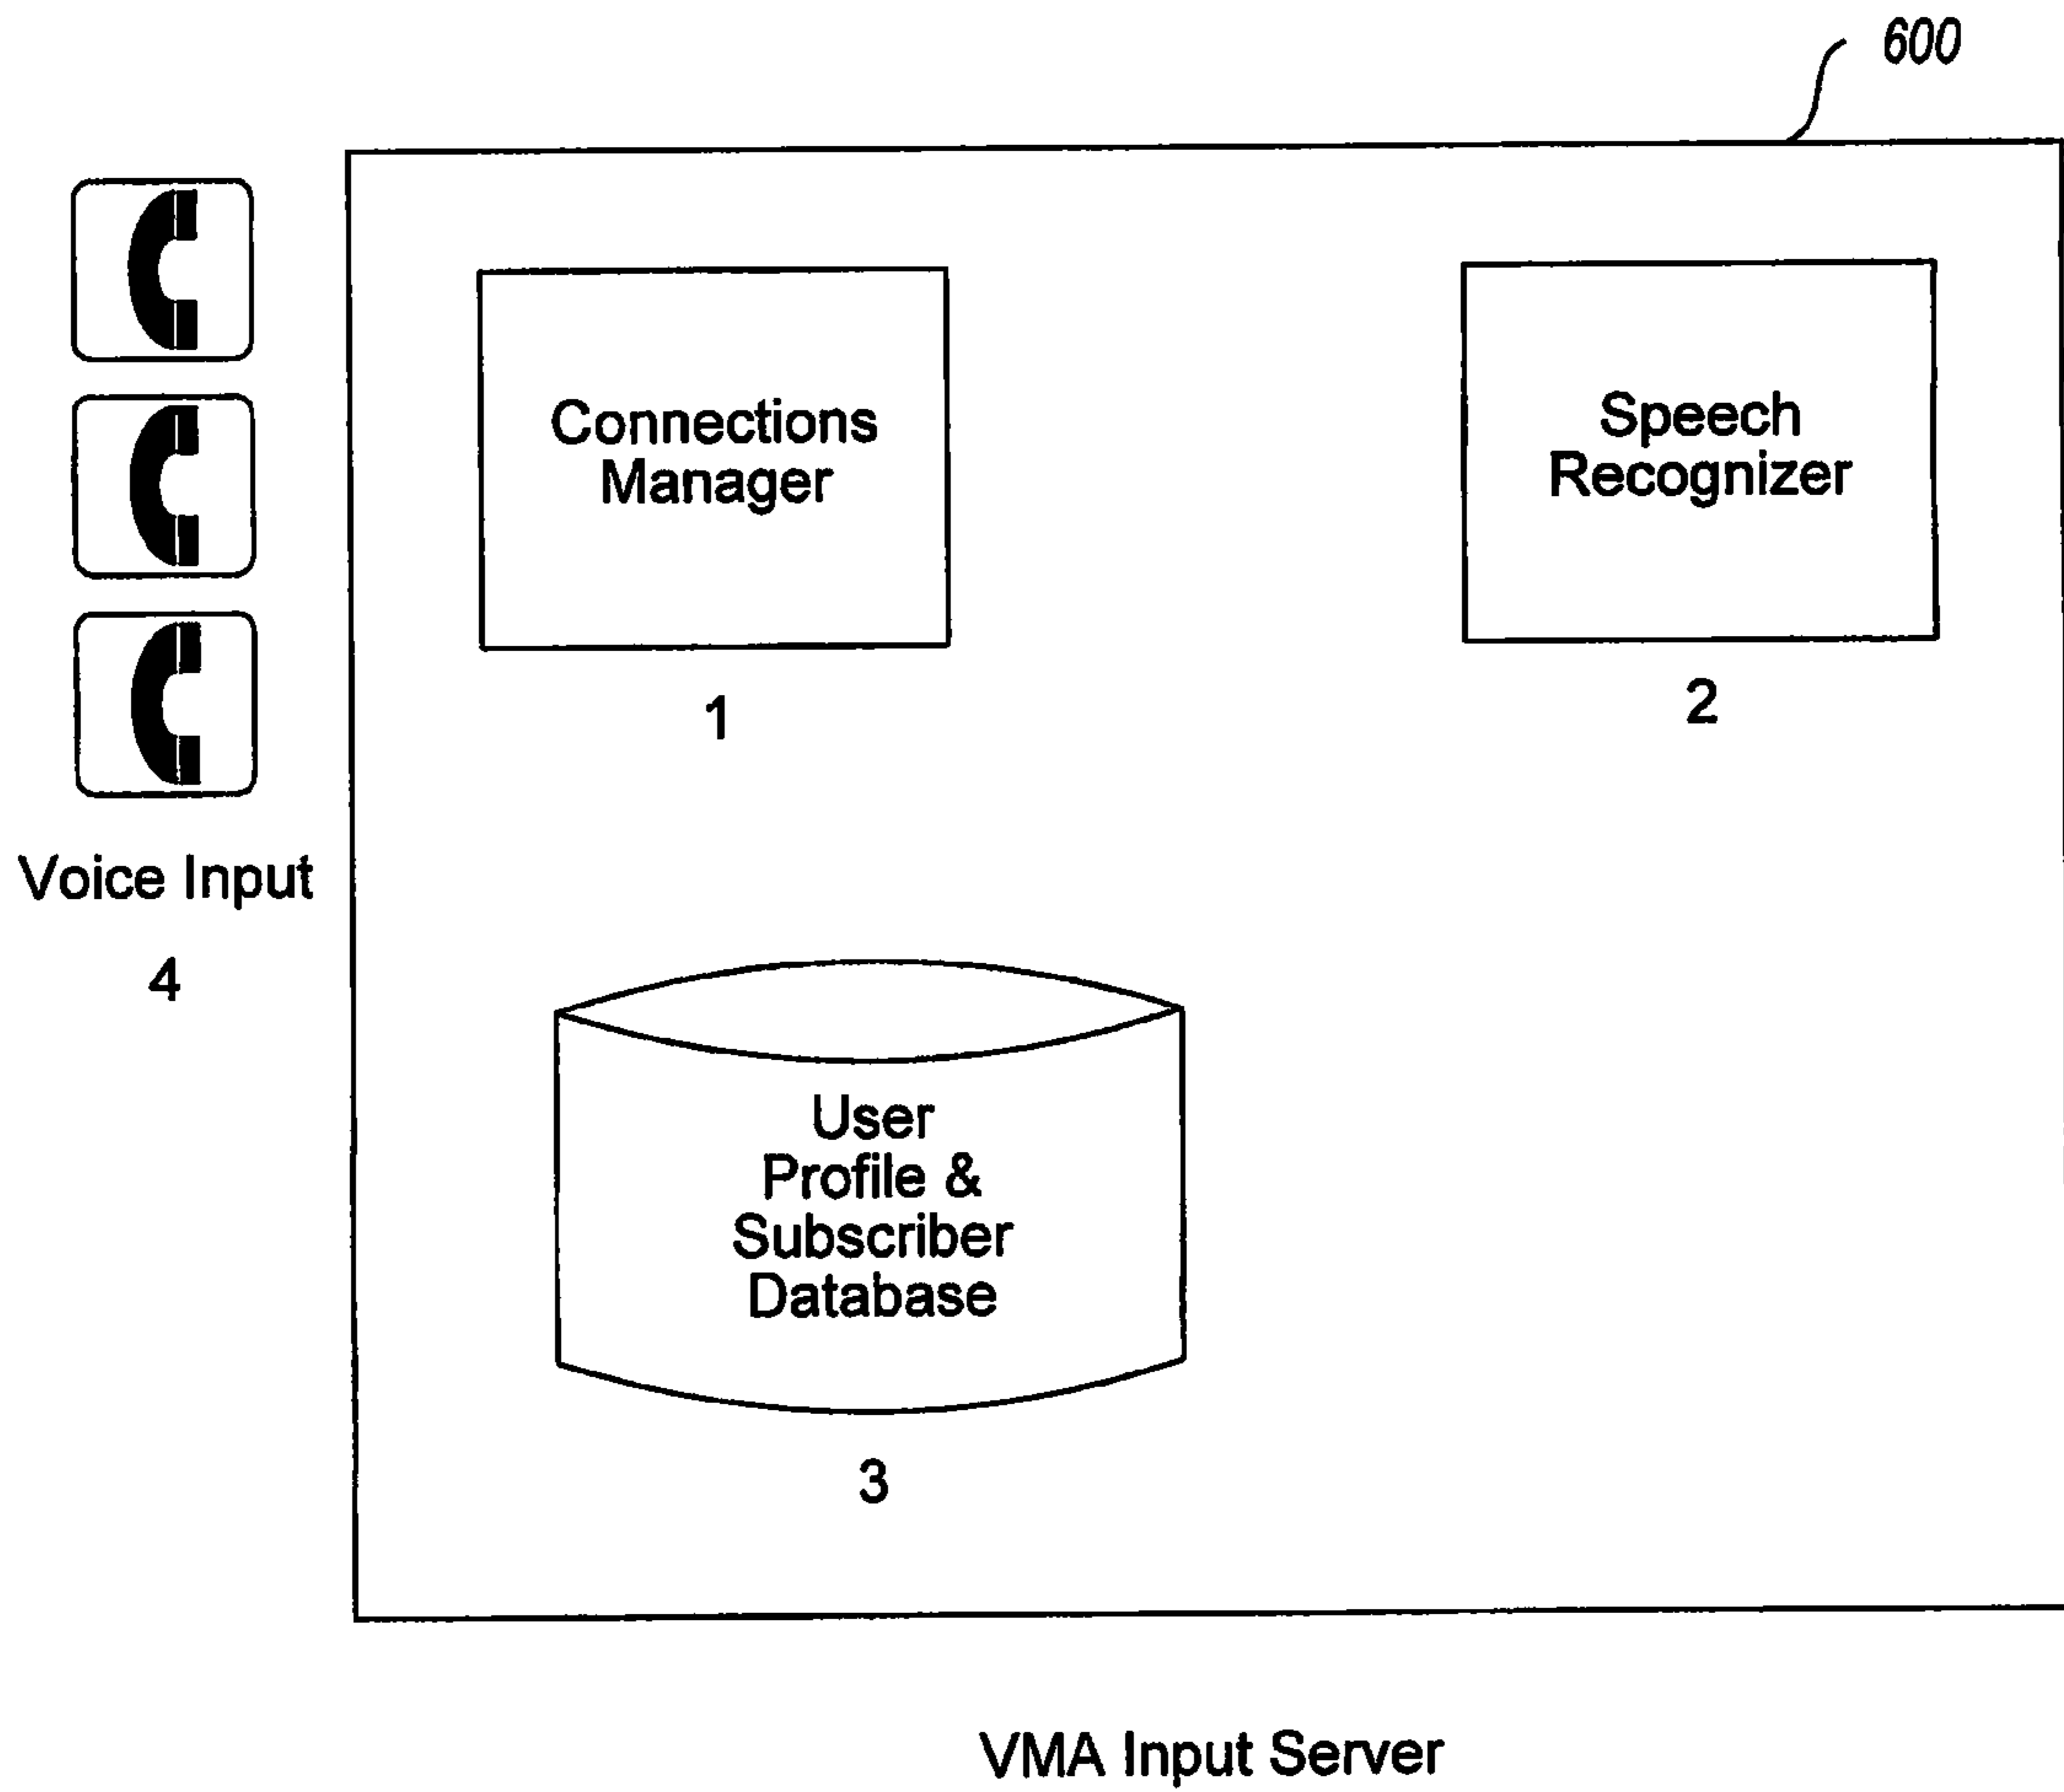 600
Connections
Manager
1
Speech
Recognizer
2
Voice Input
4
User
Profile &
Subscriber
Database
3
VMA Input Server